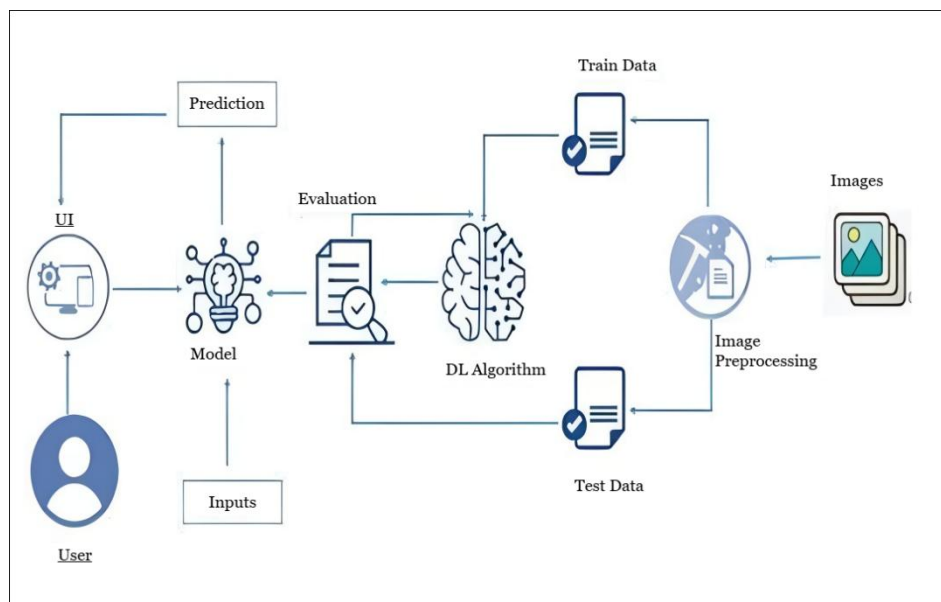 Train Data
Prediction
Images
Evaluation
UI
Image
Preprocessing
Model
DL Algorithm
Test Data
Inputs
User